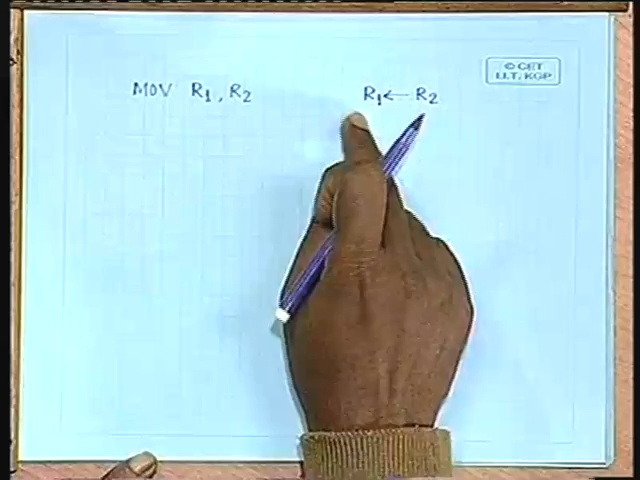 MOV R1, R2 R1 ← R2
© CET
I.I.T. KGP